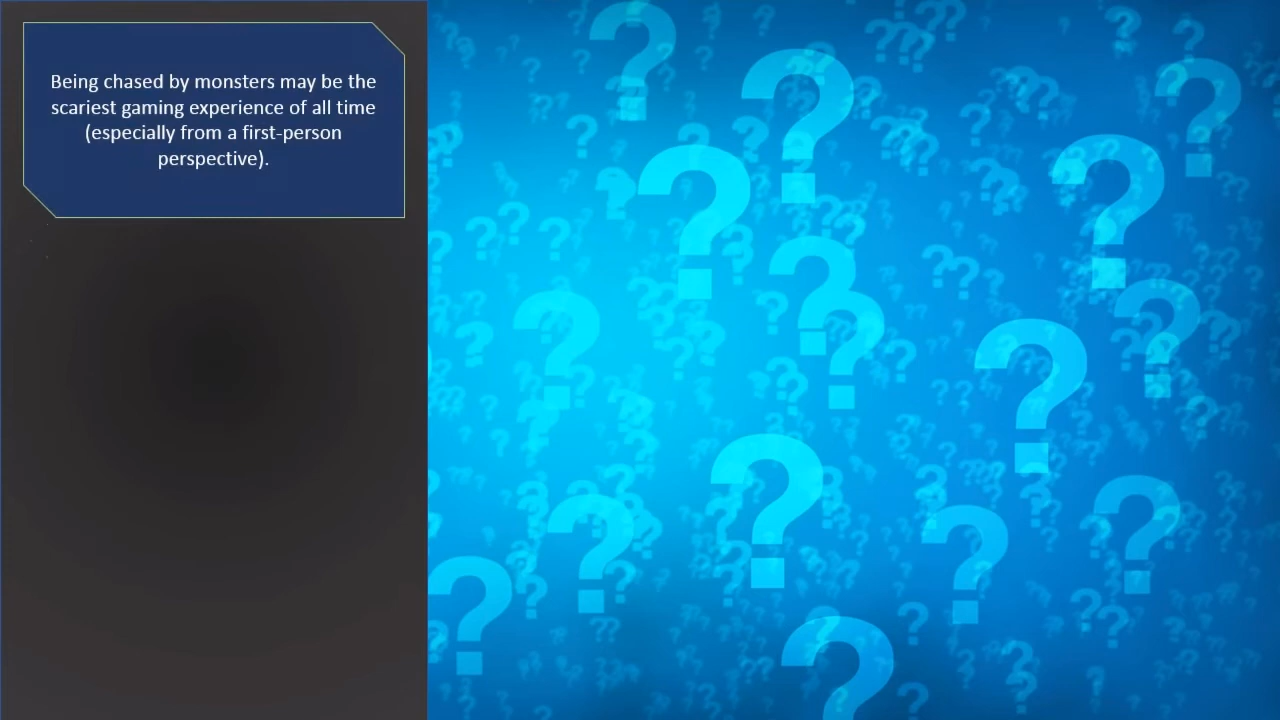 Being chased by monsters may be the
scariest gaming experience of all time
(especially from a first-person
perspective).